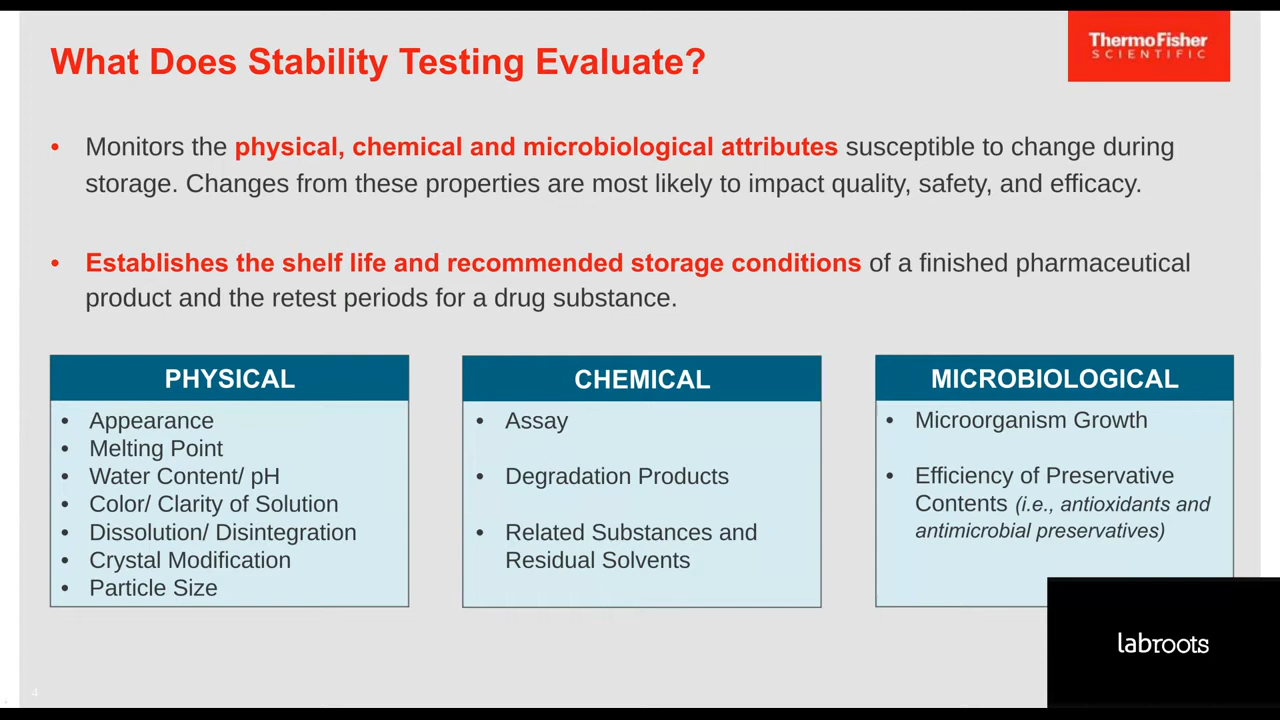 What Does Stability Testing Evaluate?
ThermoFisher
SCIENTIFIC
• Monitors the physical, chemical and microbiological attributes susceptible to change during
storage. Changes from these properties are most likely to impact quality, safety, and efficacy.
• Establishes the shelf life and recommended storage conditions of a finished pharmaceutical
product and the retest periods for a drug substance.
PHYSICAL
• Appearance
• Melting Point
• Water Content/ pH
• Color/ Clarity of Solution
• Dissolution/ Disintegration
• Crystal Modification
• Particle Size
CHEMICAL
• Assay
• Degradation Products
• Related Substances and
Residual Solvents
MICROBIOLOGICAL
• Microorganism Growth
• Efficiency of Preservative
Contents (i.e., antioxidants and
antimicrobial preservatives)
labroots
4